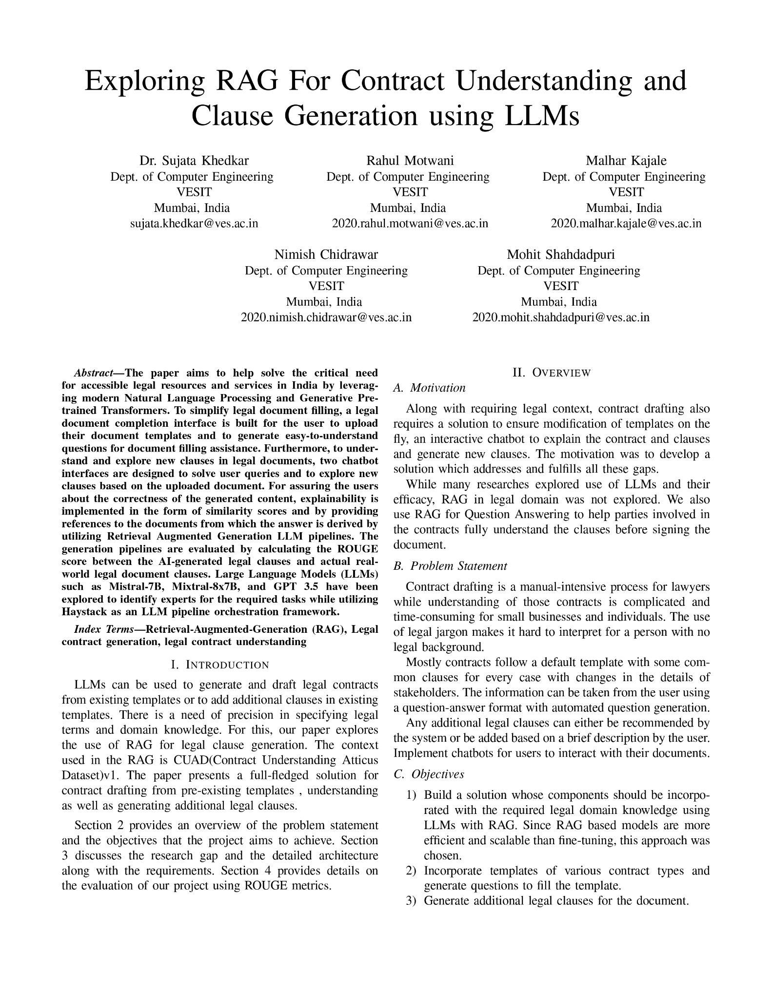 Exploring RAG For Contract Understanding and
Clause Generation using LLMs
Dr. Sujata Khedkar
Dept. of Computer Engineering
VESIT
Mumbai, India
sujata.khedkar@ves.ac.in
Rahul Motwani
Dept. of Computer Engineering
VESIT
Mumbai, India
2020.rahul.motwani@ves.ac.in
Malhar Kajale
Dept. of Computer Engineering
VESIT
Mumbai, India
2020.malhar.kajale@ves.ac.in
Nimish Chidrawar
Dept. of Computer Engineering
VESIT
Mumbai, India
2020.nimish.chidrawar@ves.ac.in
Mohit Shahdadpuri
Dept. of Computer Engineering
VESIT
Mumbai, India
2020.mohit.shahdadpuri@ves.ac.in
Abstract—The paper aims to help solve the critical need
for accessible legal resources and services in India by leverag-
ing modern Natural Language Processing and Generative Pre-
trained Transformers. To simplify legal document filling, a legal
document completion interface is built for the user to upload
their document templates and to generate easy-to-understand
questions for document filling assistance. Furthermore, to under-
stand and explore new clauses in legal documents, two chatbot
interfaces are designed to solve user queries and to explore new
clauses based on the uploaded document. For assuring the users
about the correctness of the generated content, explainability is
implemented in the form of similarity scores and by providing
references to the documents from which the answer is derived by
utilizing Retrieval Augmented Generation LLM pipelines. The
generation pipelines are evaluated by calculating the ROUGE
score between the AI-generated legal clauses and actual real-
world legal document clauses. Large Language Models (LLMs)
such as Mistral-7B, Mixtral-8x7B, and GPT 3.5 have been
explored to identify experts for the required tasks while utilizing
Haystack as an LLM pipeline orchestration framework.
Index Terms—Retrieval-Augmented-Generation (RAG), Legal
contract generation, legal contract understanding
I. INTRODUCTION
LLMs can be used to generate and draft legal contracts
from existing templates or to add additional clauses in existing
templates. There is a need of precision in specifying legal
terms and domain knowledge. For this, our paper explores
the use of RAG for legal clause generation. The context
used in the RAG is CUAD(Contract Understanding Atticus
Dataset)v1. The paper presents a full-fledged solution for
contract drafting from pre-existing templates , understanding
as well as generating additional legal clauses.
Section 2 provides an overview of the problem statement
and the objectives that the project aims to achieve. Section
3 discusses the research gap and the detailed architecture
along with the requirements. Section 4 provides details on
the evaluation of our project using ROUGE metrics.
II. OVERVIEW
A. Motivation
Along with requiring legal context, contract drafting also
requires a solution to ensure modification of templates on the
fly, an interactive chatbot to explain the contract and clauses
and generate new clauses. The motivation was to develop a
solution which addresses and fulfills all these gaps.
While many researches explored use of LLMs and their
efficacy, RAG in legal domain was not explored. We also
use RAG for Question Answering to help parties involved in
the contracts fully understand the clauses before signing the
document.
B. Problem Statement
Contract drafting is a manual-intensive process for lawyers
while understanding of those contracts is complicated and
time-consuming for small businesses and individuals. The use
of legal jargon makes it hard to interpret for a person with no
legal background.
Mostly contracts follow a default template with some com-
mon clauses for every case with changes in the details of
stakeholders. The information can be taken from the user using
a question-answer format with automated question generation.
Any additional legal clauses can either be recommended by
the system or be added based on a brief description by the user.
Implement chatbots for users to interact with their documents.
C. Objectives
1) Build a solution whose components should be incorpo-
rated with the required legal domain knowledge using
LLMs with RAG. Since RAG based models are more
efficient and scalable than fine-tuning, this approach was
chosen.
2) Incorporate templates of various contract types and
generate questions to fill the template.
3) Generate additional legal clauses for the document.